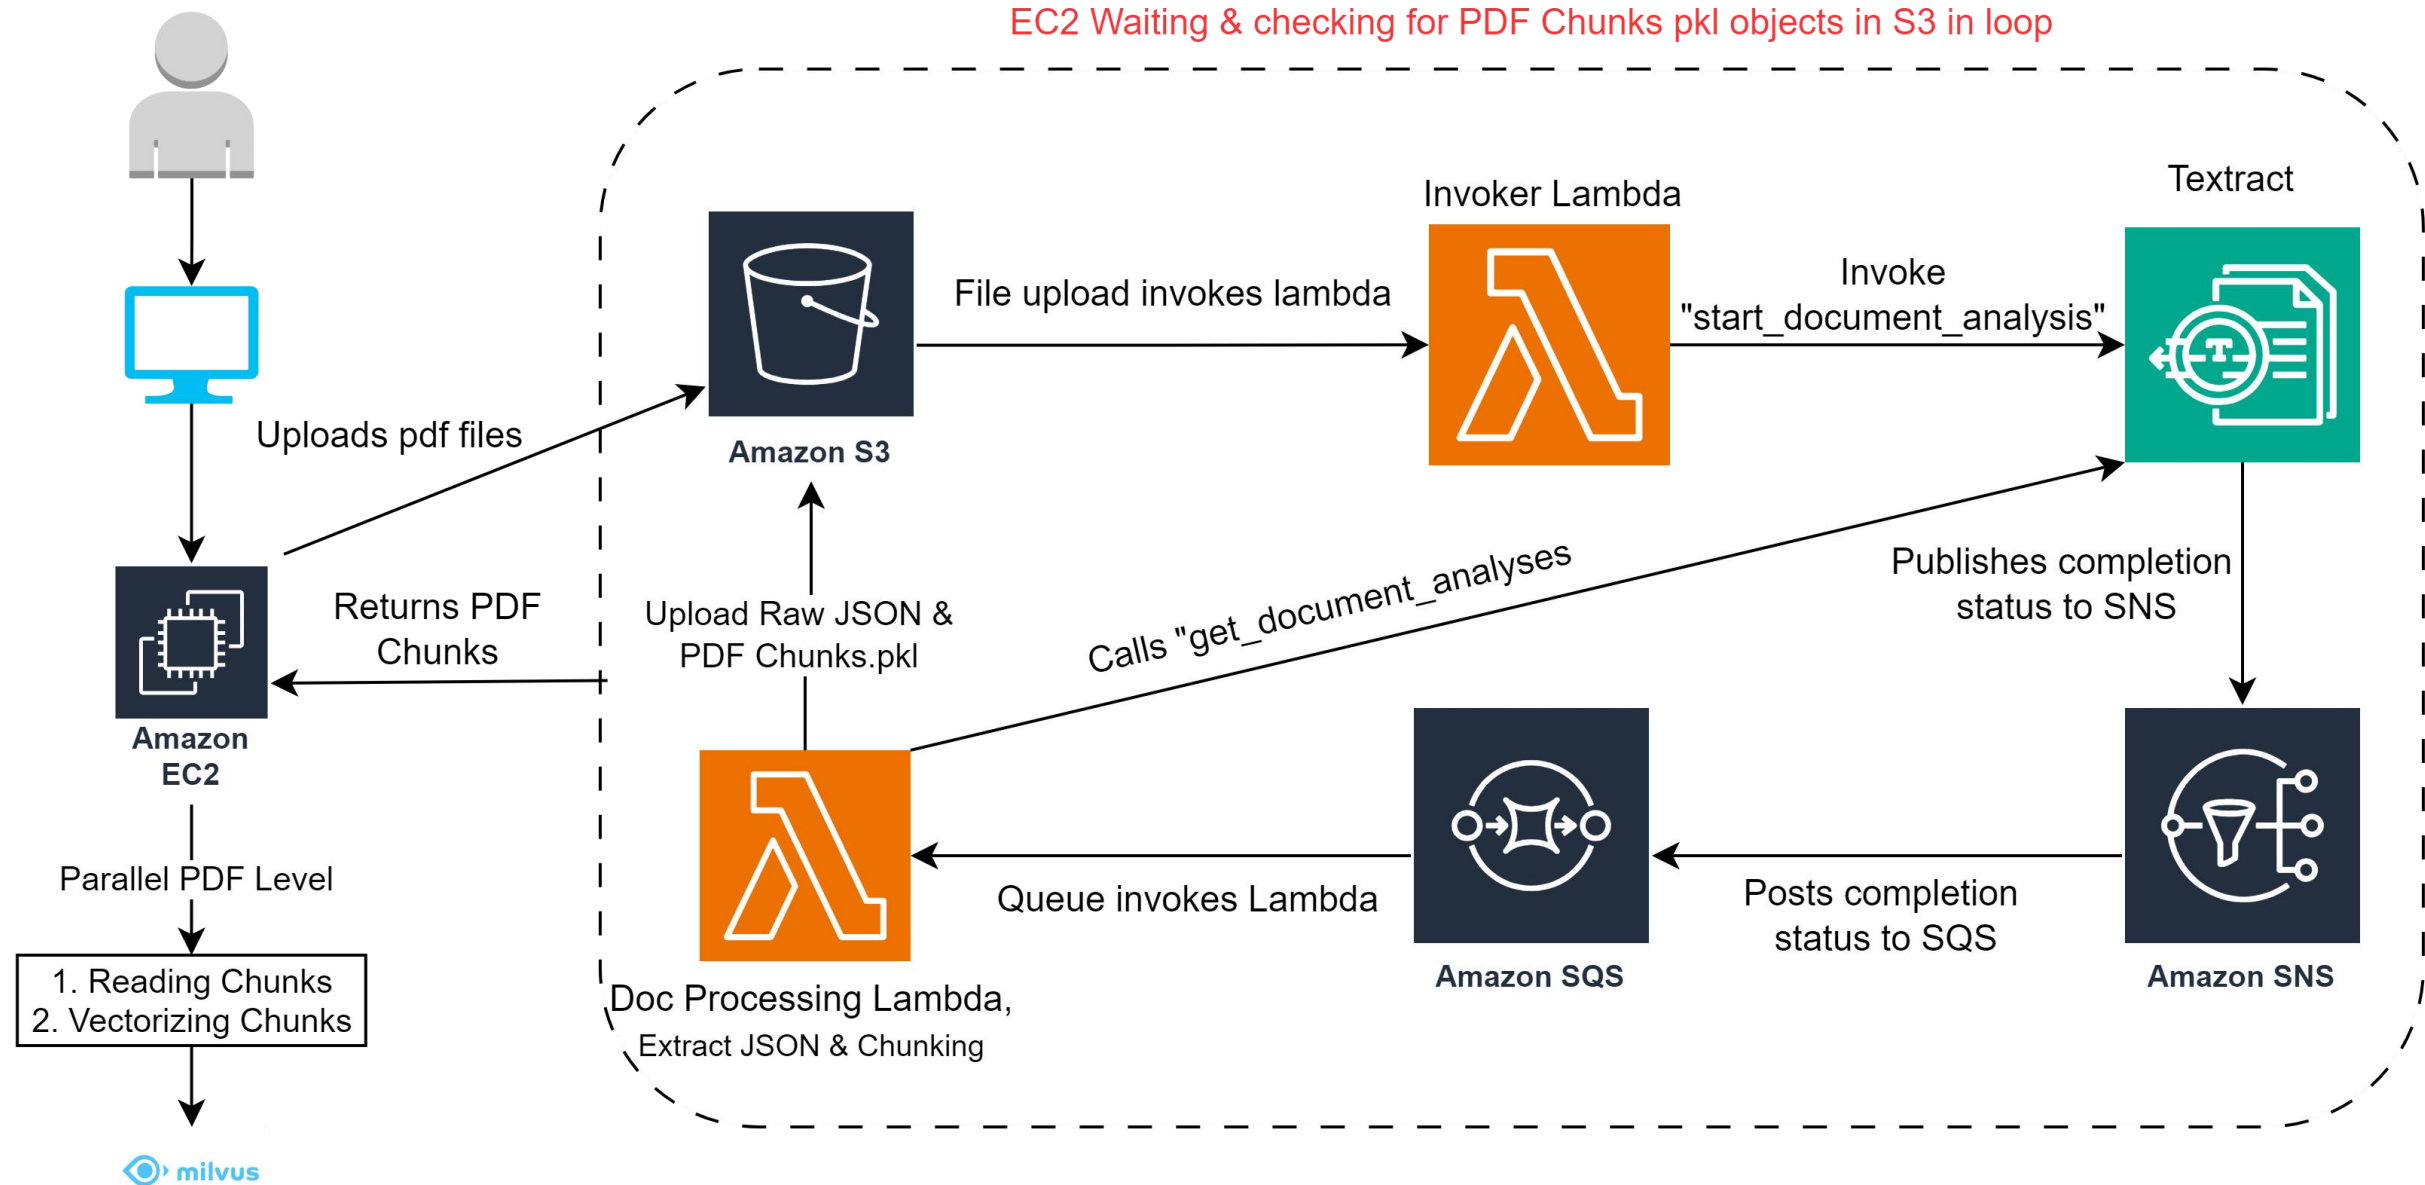 EC2 Waiting & checking for PDF Chunks pkl objects in S3 in loop
Textract
Invoker Lambda
Invoke
"start_document_analysis"
File upload invokes lambda
Uploads pdf files
Amazon S3
Publishes completion
status to SNS
Calls "get_document_analyses
Returns PDF
Chunks
Upload Raw JSON &
PDF Chunks.pkl
Amazon
EC2
Parallel PDF Level
Queue invokes Lambda
Posts completion
status to SQS
Amazon SQS
Amazon SNS
1. Reading Chunks
2. Vectorizing Chunks
Doc Processing Lambda,
Extract JSON & Chunking
milvus